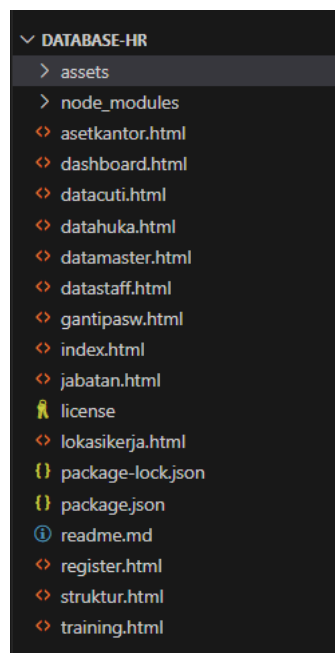 DATABASE-HR
assets
node_modules
asetkantor.html
dashboard.html
datacuti.html
datahuka.html
datamaster.html
datastaff.html
gantipasw.html
index.html
jabatan.html
license
lokasikerja.html
package-lock.json
package.json
readme.md
register.html
struktur.html
training.html